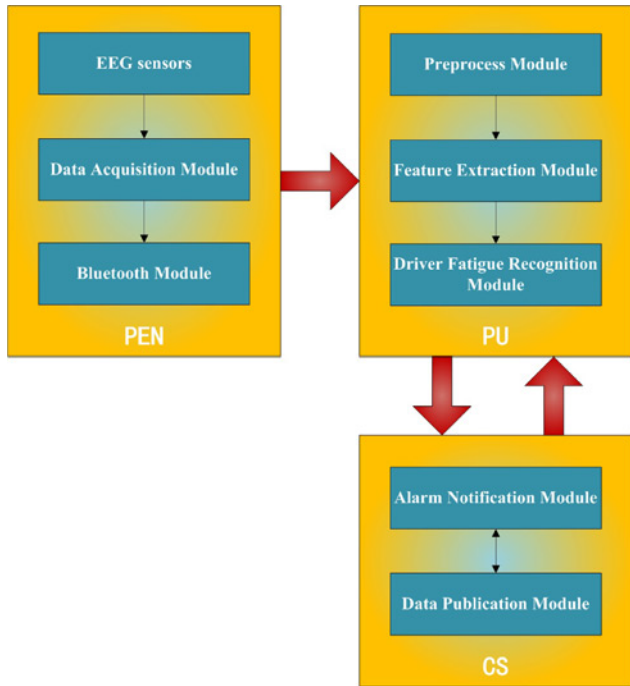 EEG sensors
Data Acquisition Module
Bluetooth Module
PEN
Preprocess Module
Feature Extraction Module
Driver Fatigue Recognition
Module
PU
Alarm Notification Module
Data Publication Module
CS